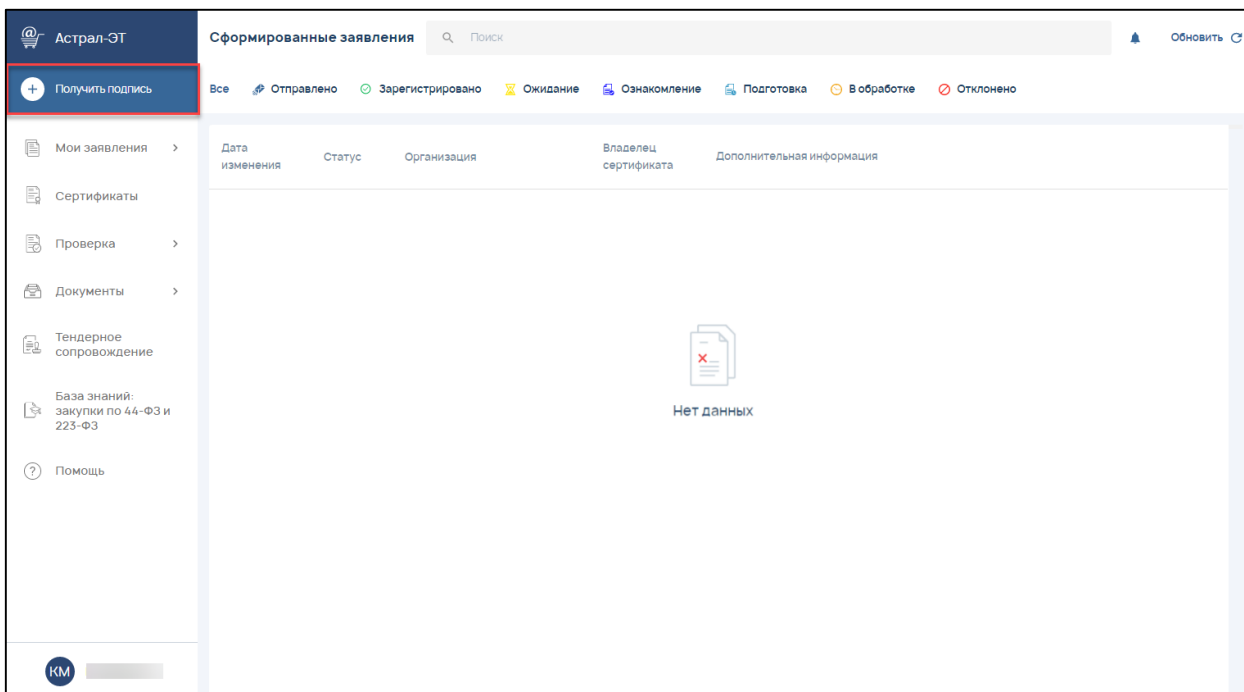 Астрал-ЭТ
Сформированные заявления
Поиск
Обновить
Получить подпись
Все
Отправлено
Зарегистрировано
Ожидание
Ознакомление
Подготовка
В обработке
Отклонено
Мои заявления
Сертификаты
Проверка
Документы
Тендерное
сопровождение
База знаний:
закупки по 44-ФЗ и
223-ФЗ
Помощь
КМ
Дата
изменения
Статус
Организация
Владелец
сертификата
Дополнительная информация
Нет данных